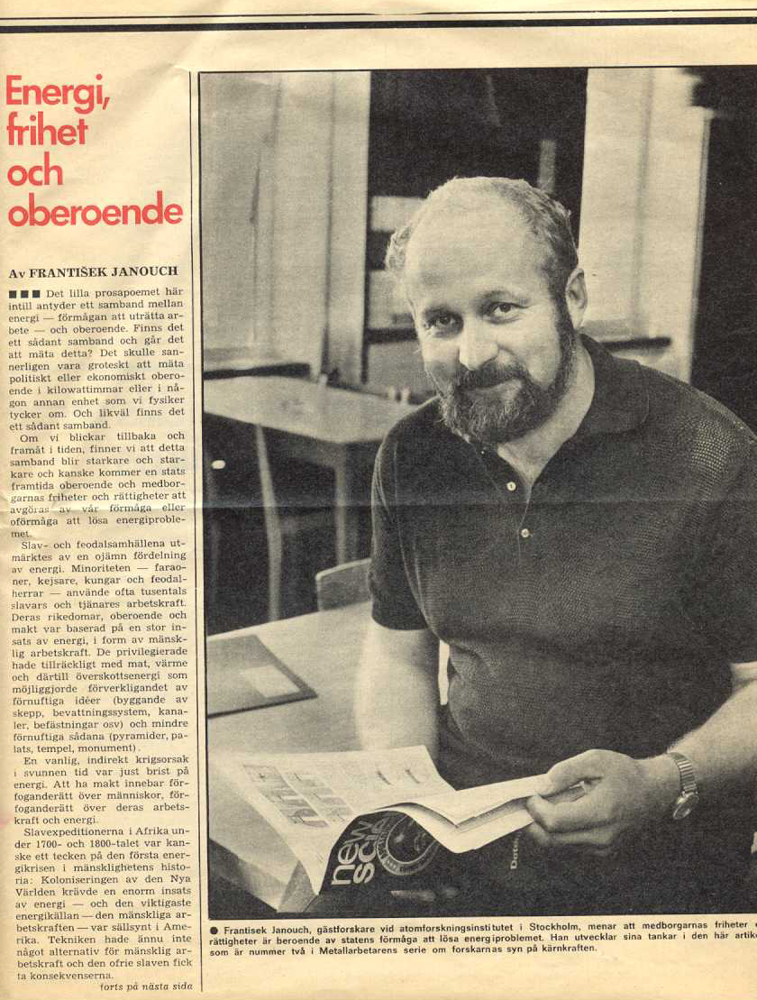 Energi,
frihet
och
oberoende
Av FRANTIŠEK JANOUCH
■ ■ ■ Det lilla prosapoemet här
intill antyder ett samband mellan
energi — förmågan att uträtta ar-
bete — och oberoende. Finns det
ett sådant samband och går det
att mäta detta? Det skulle san-
nerligen vara groteskt att mäta
politiskt eller ekonomiskt obero-
ende i kilowattimmar eller i nå-
gon annan enhet som vi fysiker
tycker om. Och likväl finns det
ett sådant samband.
Om vi blickar tillbaka och
framåt i tiden, finner vi att detta
samband blir starkare och star-
kare och kanske kommer en stats
framtida oberoende och medbor-
garnas friheter och rättigheter att
avgöras av vår förmåga eller
oförmåga att lösa energiproble-
met.
Slav- och feodalsamhällena ut-
märktes av en ojämn fördelning
av energi. Minoriteten — farao-
ner, kejsare, kungar och feodal-
herrar — använde ofta tusentals
slavars och tjänares arbetskraft.
Deras rikedomar, oberoende och
makt var baserad på en stor in-
sats av energi, i form av mänsk-
lig arbetskraft. De privilegierade
hade tillräckligt med mat, värme
och därtill överskottsenergi som
möjliggjorde förverkligandet av
förnuftiga idéer (byggande av
skepp, bevattningssystem, kana-
ler, befästningar osv) och mindre
förnuftiga sådana (pyramider, pa-
lats, tempel, monument).
En vanlig, indirekt krigsorsak
i svunnen tid var just brist på
energi. Att ha makt innebar för-
foganderätt över människor, för-
foganderätt över deras arbets-
kraft och energi.
Slavexpeditionerna i Afrika un-
der 1700- och 1800-talet var kan-
ske ett tecken på den första ener-
gikrisen i mänsklighetens histo-
ria: Koloniseringen av den Nya
Världen krävde en enorm insats
av energi — och den viktigaste
energikällan — den mänskliga ar-
betskraften — var sällsynt i Ame-
rika. Tekniken hade ännu inte
något alternativ för mänsklig ar-
betskraft och den ofrie slaven fick
ta konsekvenserna.
forts på nästa sida
new
scie
Date
● Frantisek Janouch, gästforskare vid atomforskningsinstitutet i Stockholm, menar att medborgarnas friheter
rättigheter är beroende av statens förmåga att lösa energiproblemet. Han utvecklar sina tankar i den här artike
som är nummer två i Metallarbetarens serie om forskarnas syn på kärnkraften.